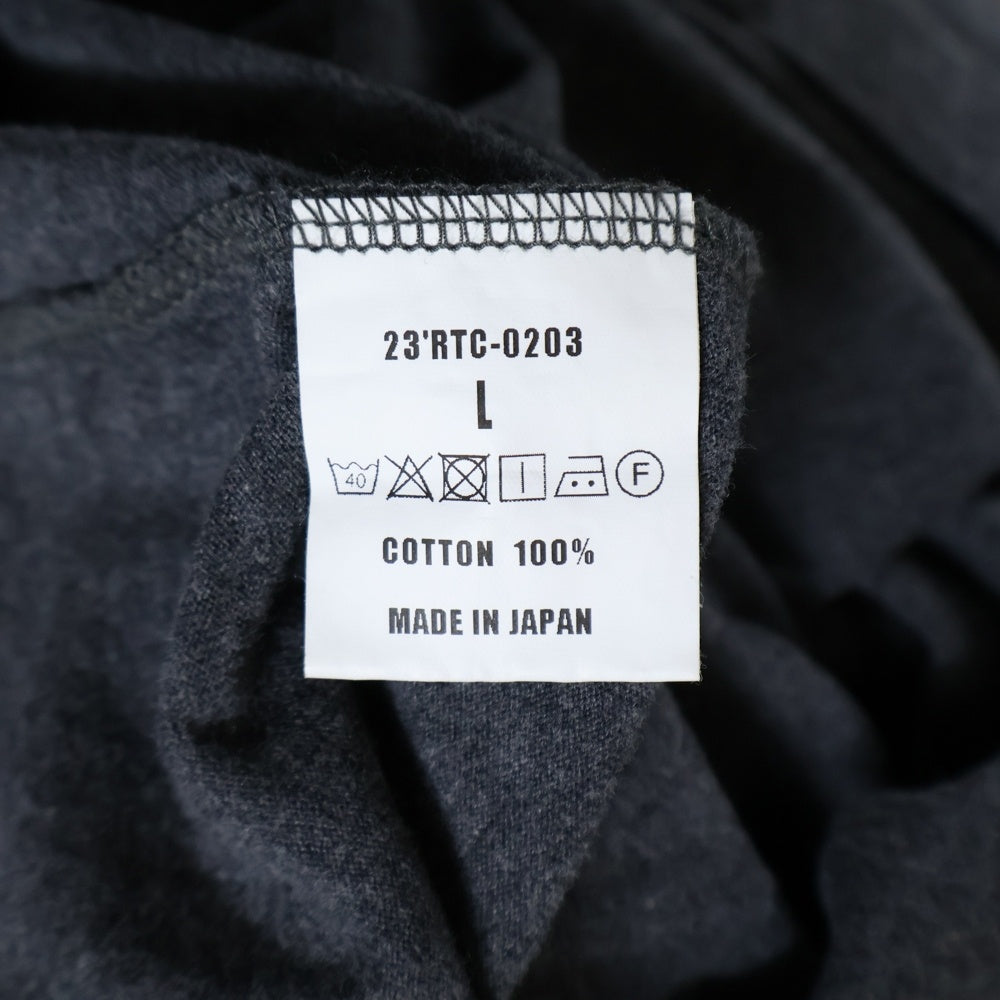 23'RTC-0203
L
40 F
COTTON 100%
MADE IN JAPAN